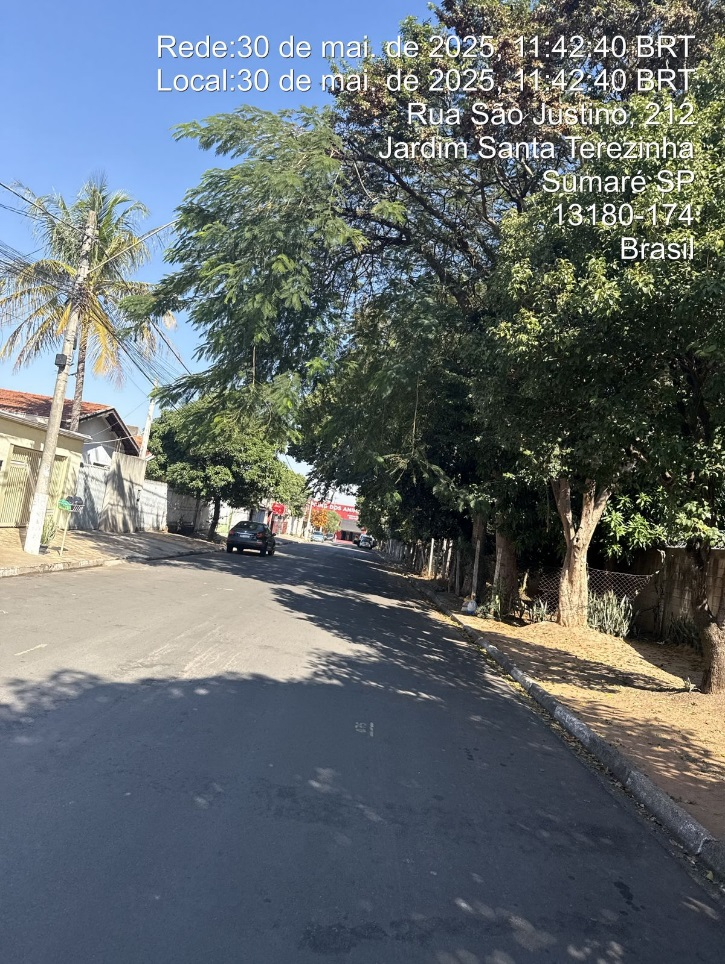 Rede:30 de mai. de 2025, 11:42:40 BRT
Local:30 de mai. de 2025, 11:42:40 BRT
Rua São Justino, 212
Jardim Santa Terezinha
Sumaré SP
13180-174
Brasil